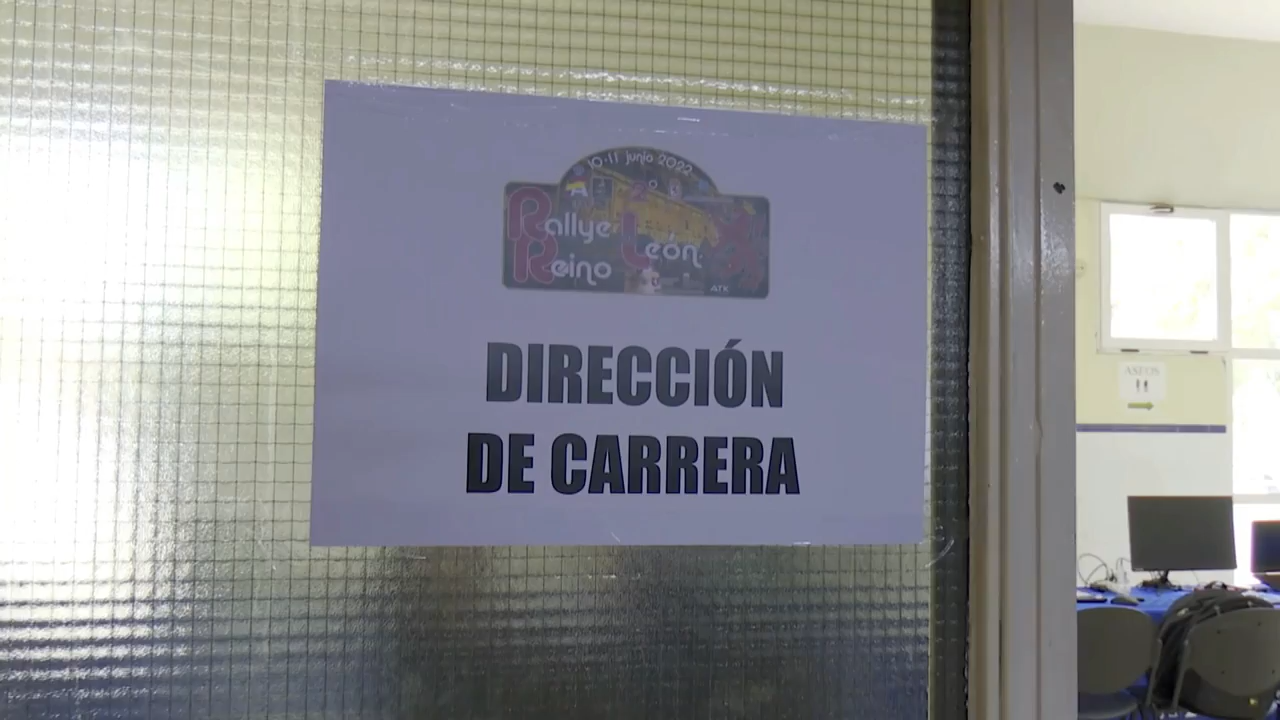 10-11 junio 2022
Rallye León
Reino
ATK
DIRECCIÓN
DE CARRERA
ASEOS